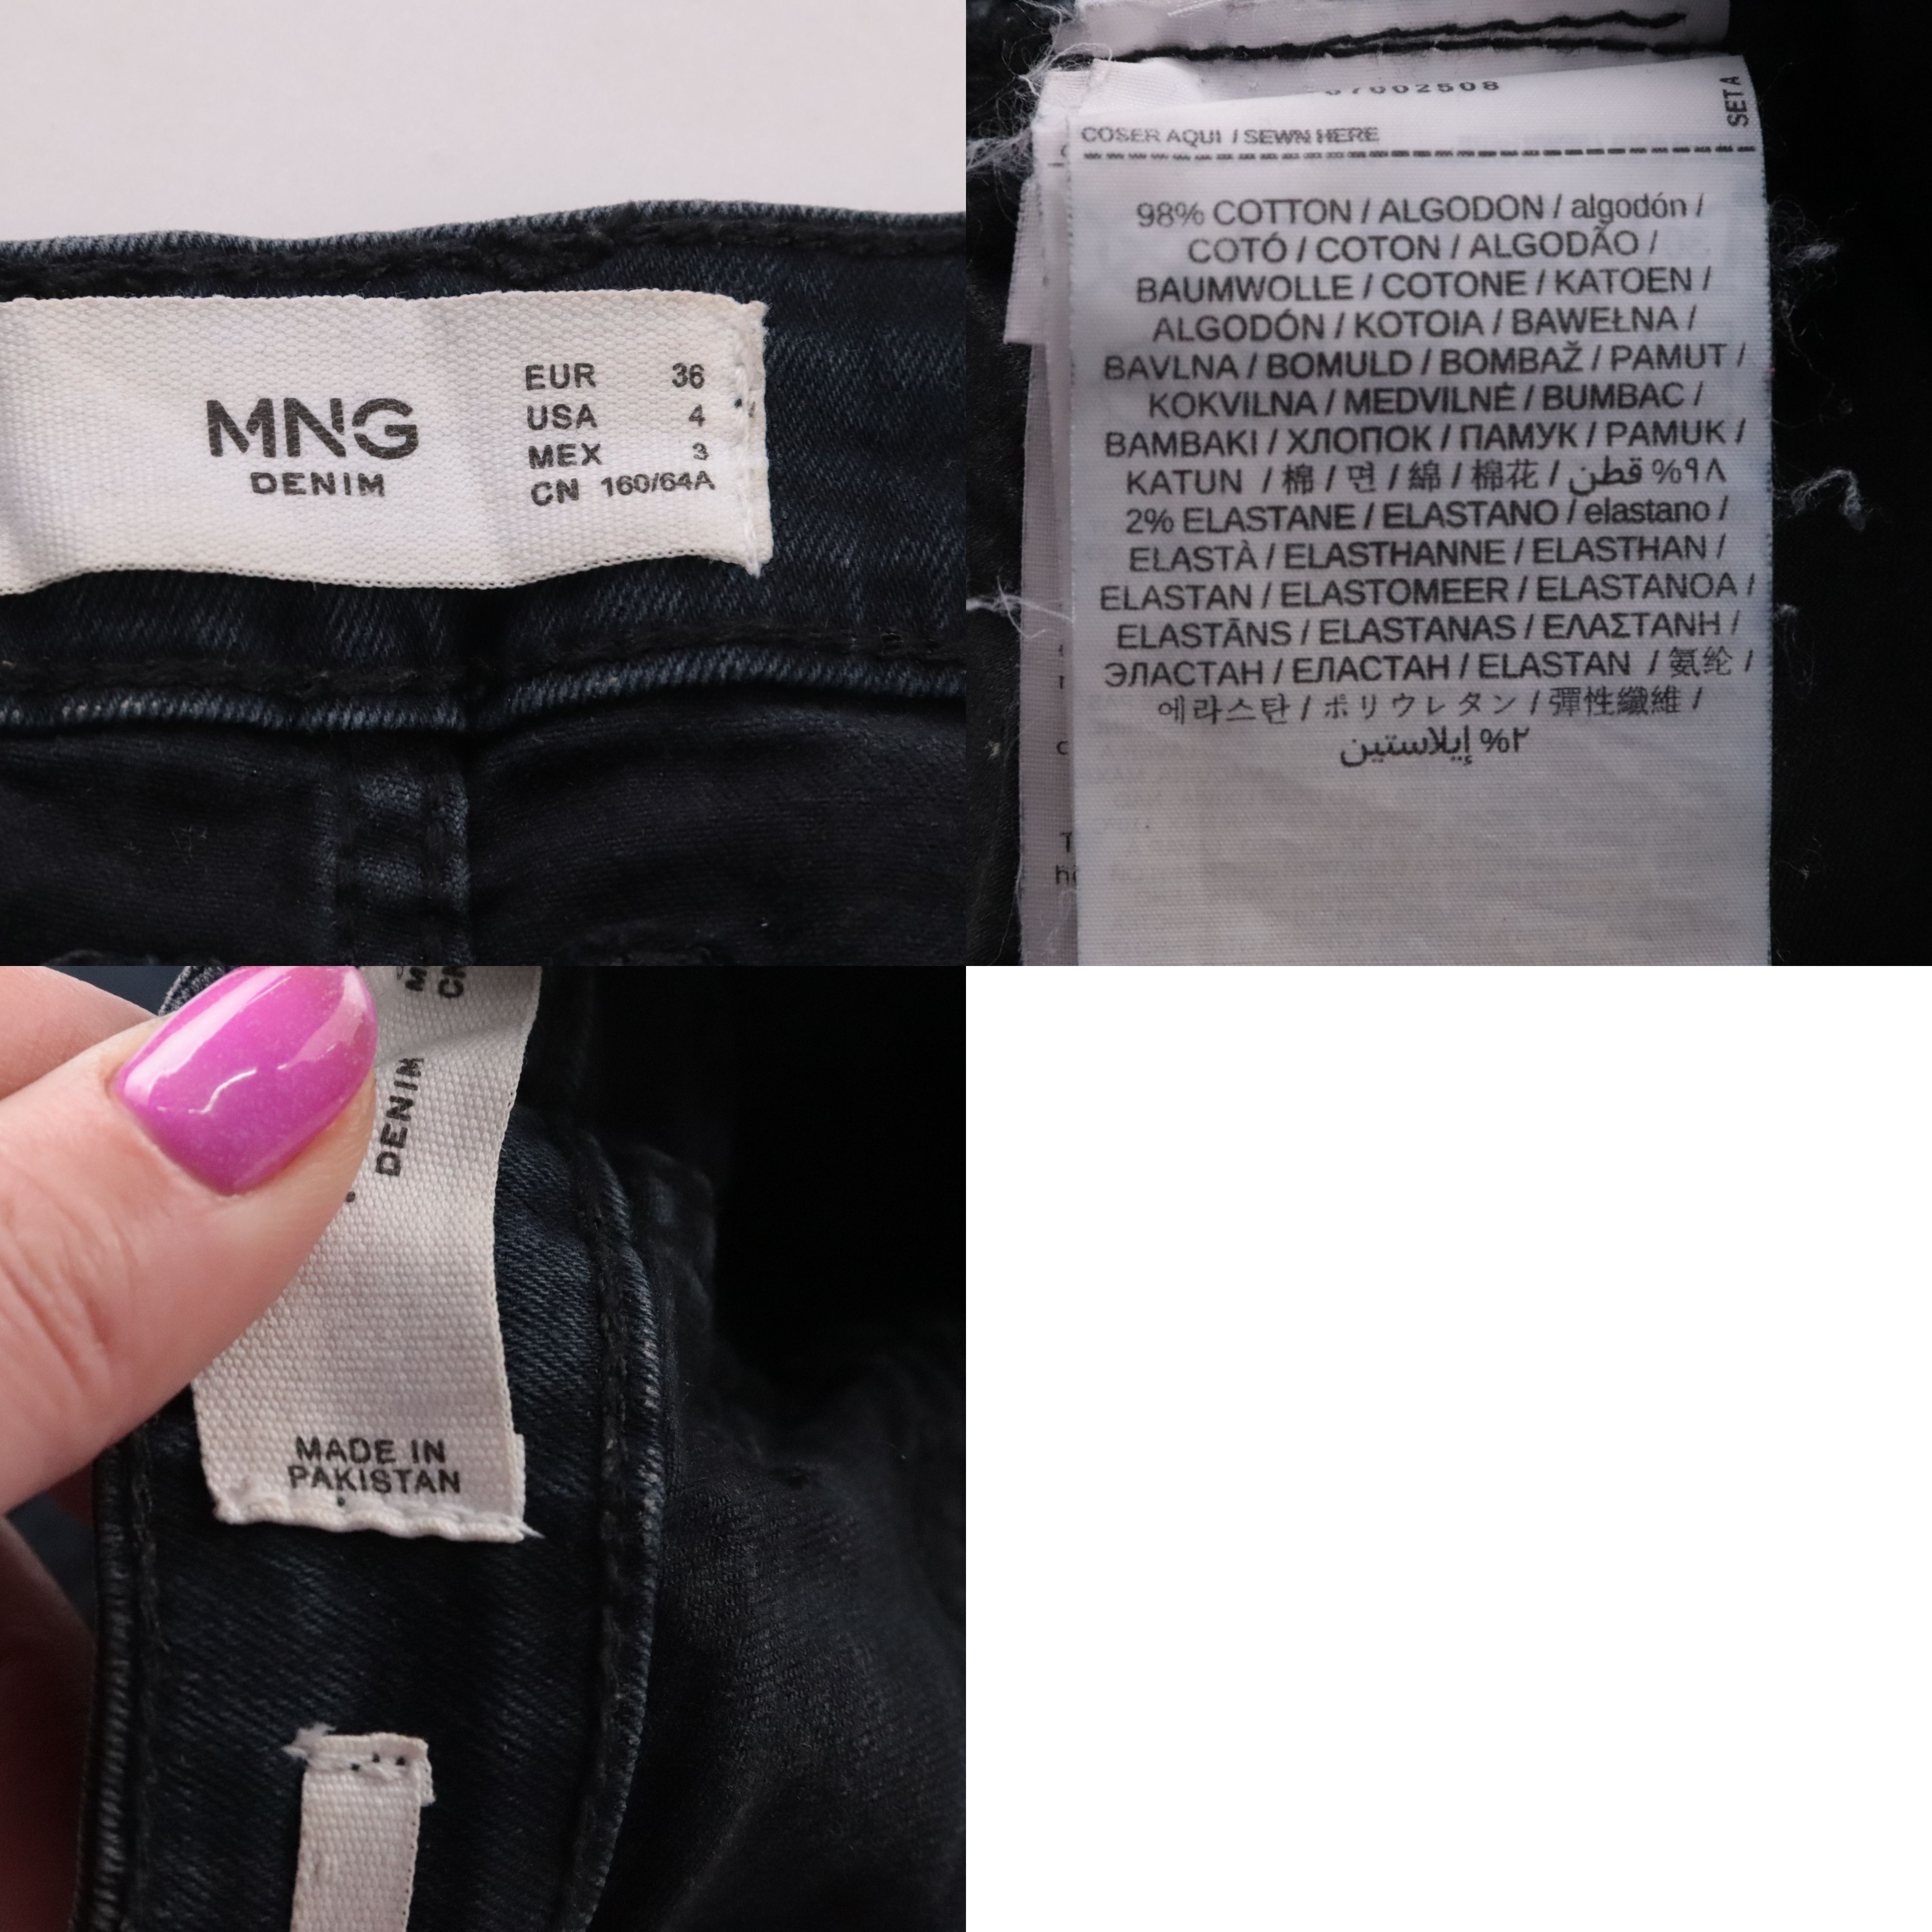 MNG
DENIM
EUR 36
USA 4
MEX 3
CN 160/64A
SET A
COSER AQUI / SEWN HERE
98% COTTON / ALGODON / algodón /
COTÓ / COTON / ALGODÃO /
BAUMWOLLE / COTONE / KATOEN /
ALGODÓN / KOTOIA / BAWEŁNA /
BAVLNA / BOMULD / BOMBAŽ / PAMUT /
KOKVILNA / MEDVILNĖ / BUMBAC /
BAMBAKI / ХЛОПОК / ПАМУК / PAMUK /
KATUN / 棉 / 면 / 綿 / 棉花 / ٩٨% قطن
2% ELASTANE / ELASTANO / elastano /
ELASTÀ / ELASTHANNE / ELASTHAN /
ELASTAN / ELASTOMEER / ELASTANOA /
ELASTĀNS / ELASTANAS / ΕΛΑΣΤΑΝΗ /
ЭЛАСТАН / ЕЛАСТАН / ELASTAN / 氨纶 /
에라스탄 / ポリウレタン / 彈性纖維 /
٢% إيلاستين
DENIM
MADE IN
PAKISTAN